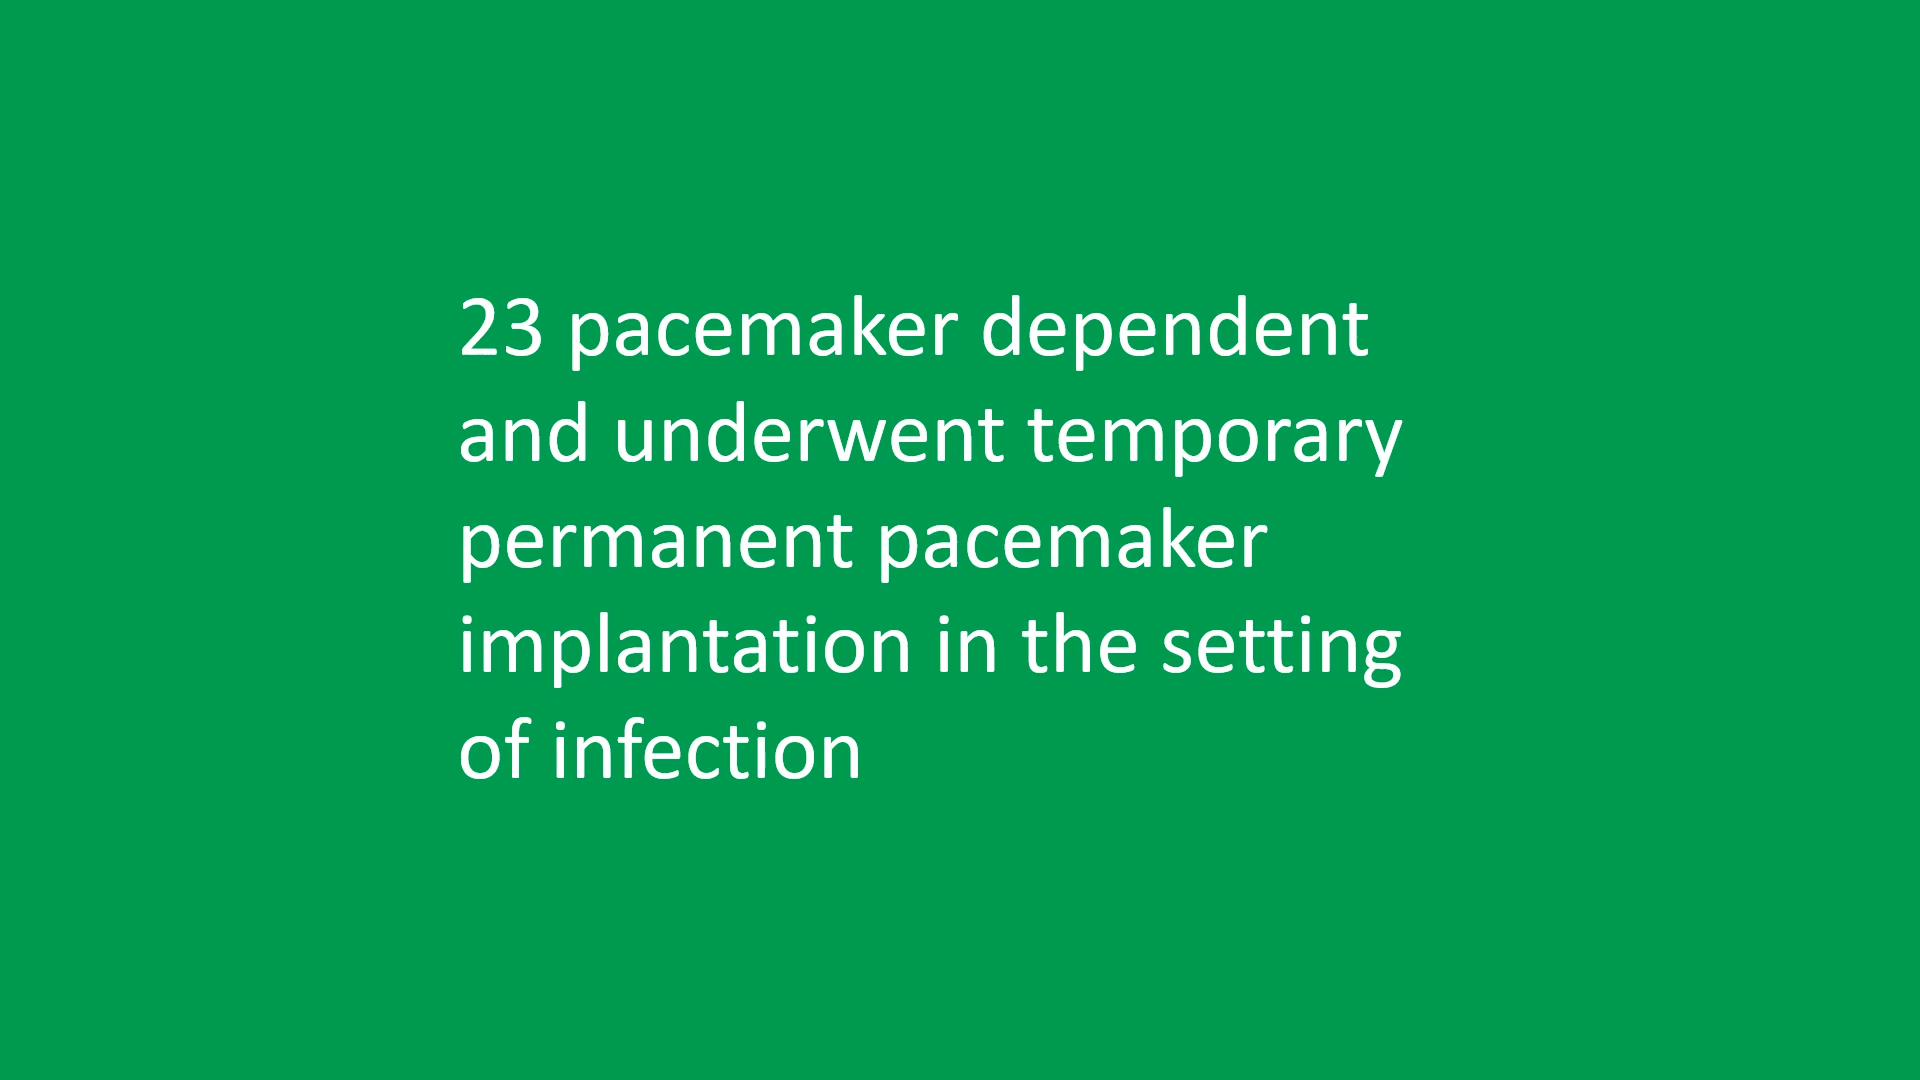 23 pacemaker dependent
and underwent temporary
permanent pacemaker
implantation in the setting
of infection